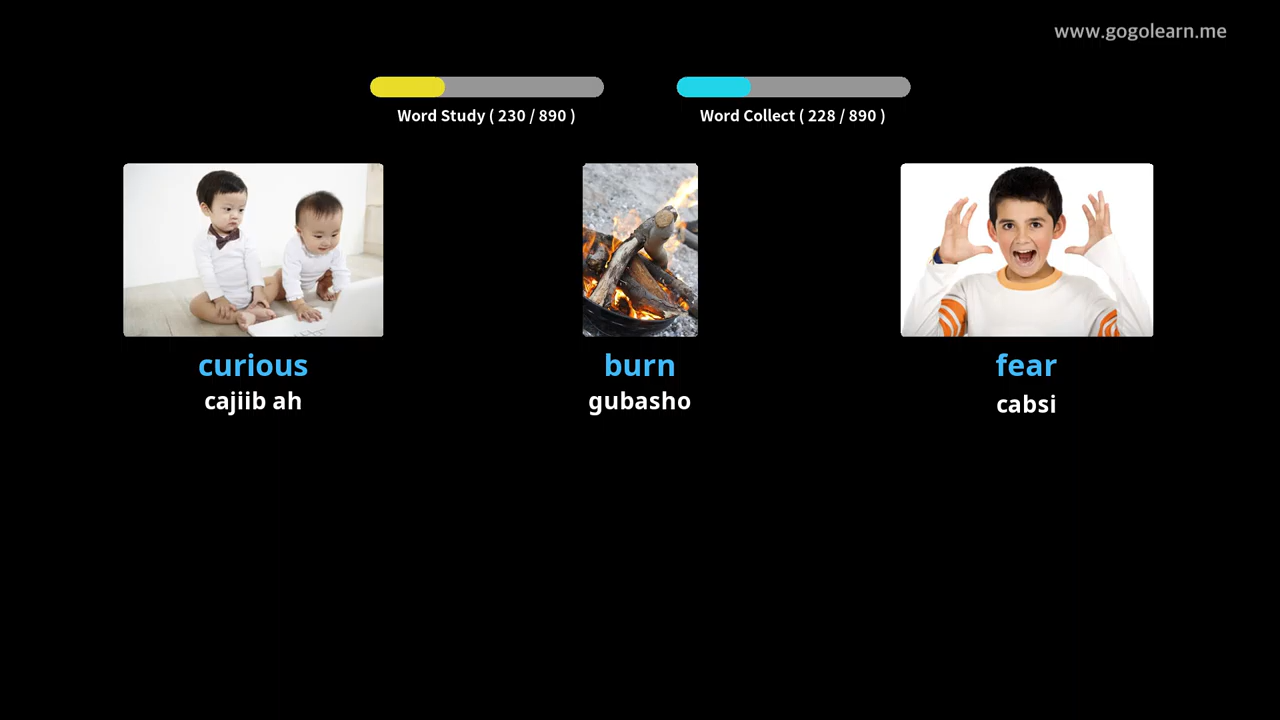 www.gogolearn.me
Word Study ( 230 / 890 )
Word Collect ( 228 / 890 )
curious
cajiib ah
burn
gubasho
fear
cabsi